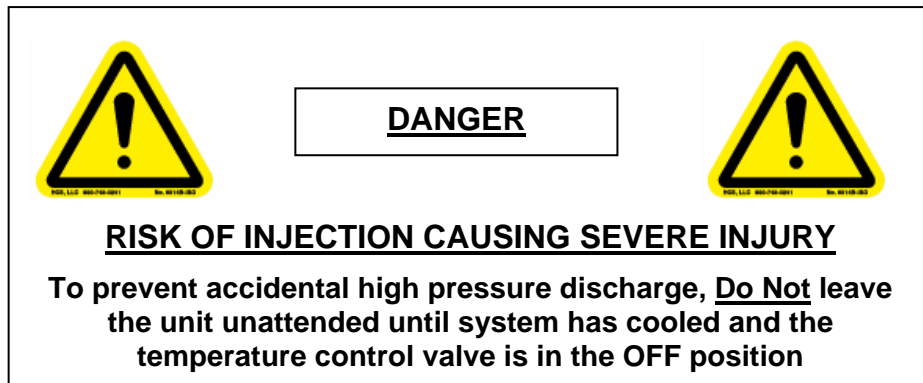 DANGER
RISK OF INJECTION CAUSING SEVERE INJURY
To prevent accidental high pressure discharge, Do Not leave
the unit unattended until system has cooled and the
temperature control valve is in the OFF position